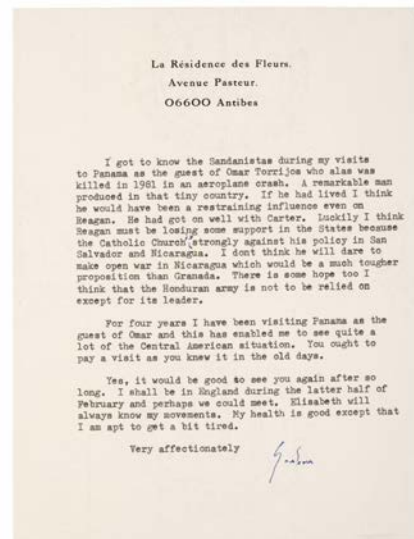 La Résidence des Fleurs.
Avenue Pasteur.
06600 Antibes
I got to know the Sandanistas during my visits
to Panama as the guest of Omar Torrijos who alas was
killed in 1981 in an aeroplane crash. A remarkable man
produced in that tiny country. If he had lived I think
he would have been a restraining influence even on
Reagan. He had got on well with Carter. Luckily I think
Reagan must be losing some support in the States because
the Catholic Church strongly against his policy in San
Salvador and Nicaragua. I dont think he will dare to
make open war in Nicaragua which would be a much tougher
proposition than Granada. There is some hope too I
think that the Honduran army is not to be relied on
except for its leader.
For four years I have been visiting Panama as the
guest of Omar and this has enabled me to see quite a
lot of the Central American situation. You ought to
pay a visit as you knew it in the old days.
Yes, it would be good to see you again after so
long. I shall be in England during the latter half of
February and perhaps we could meet. Elisabeth will
always know my movements. My health is good except that
I am apt to get a bit tired.
Very affectionately